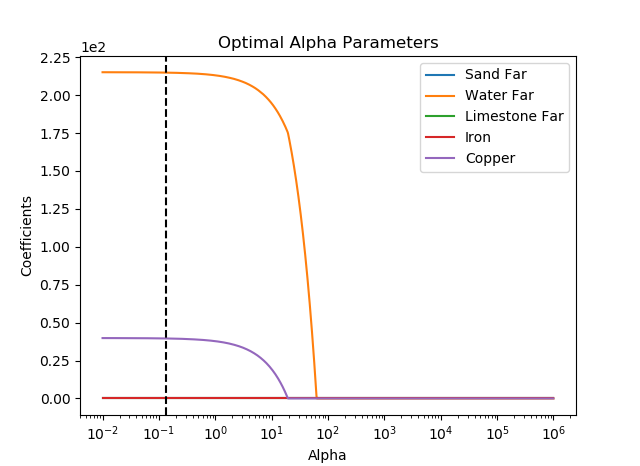 Optimal Alpha Parameters
1e2
2.25
2.00
1.75
1.50
1.25
1.00
0.75
0.50
0.25
0.00
Coefficients
Sand Far
Water Far
Limestone Far
Iron
Copper
10⁻² 10⁻¹ 10⁰ 10¹ 10² 10³ 10⁴ 10⁵ 10⁶
Alpha